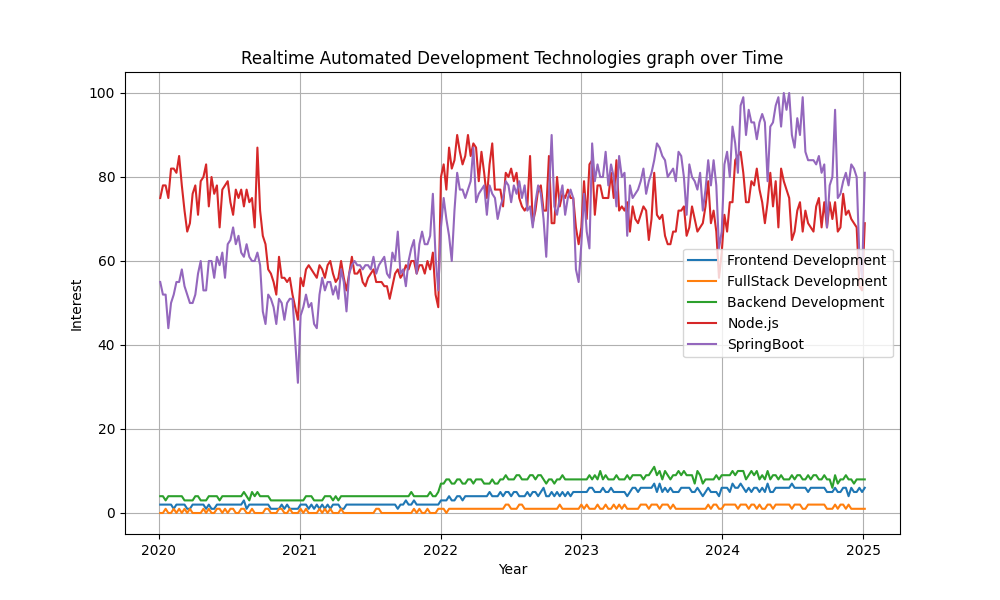 Realtime Automated Development Technologies graph over Time
Interest
100
80
60
40
20
0
Frontend Development
FullStack Development
Backend Development
Node.js
SpringBoot
2020
2021
2022
2023
2024
2025
Year